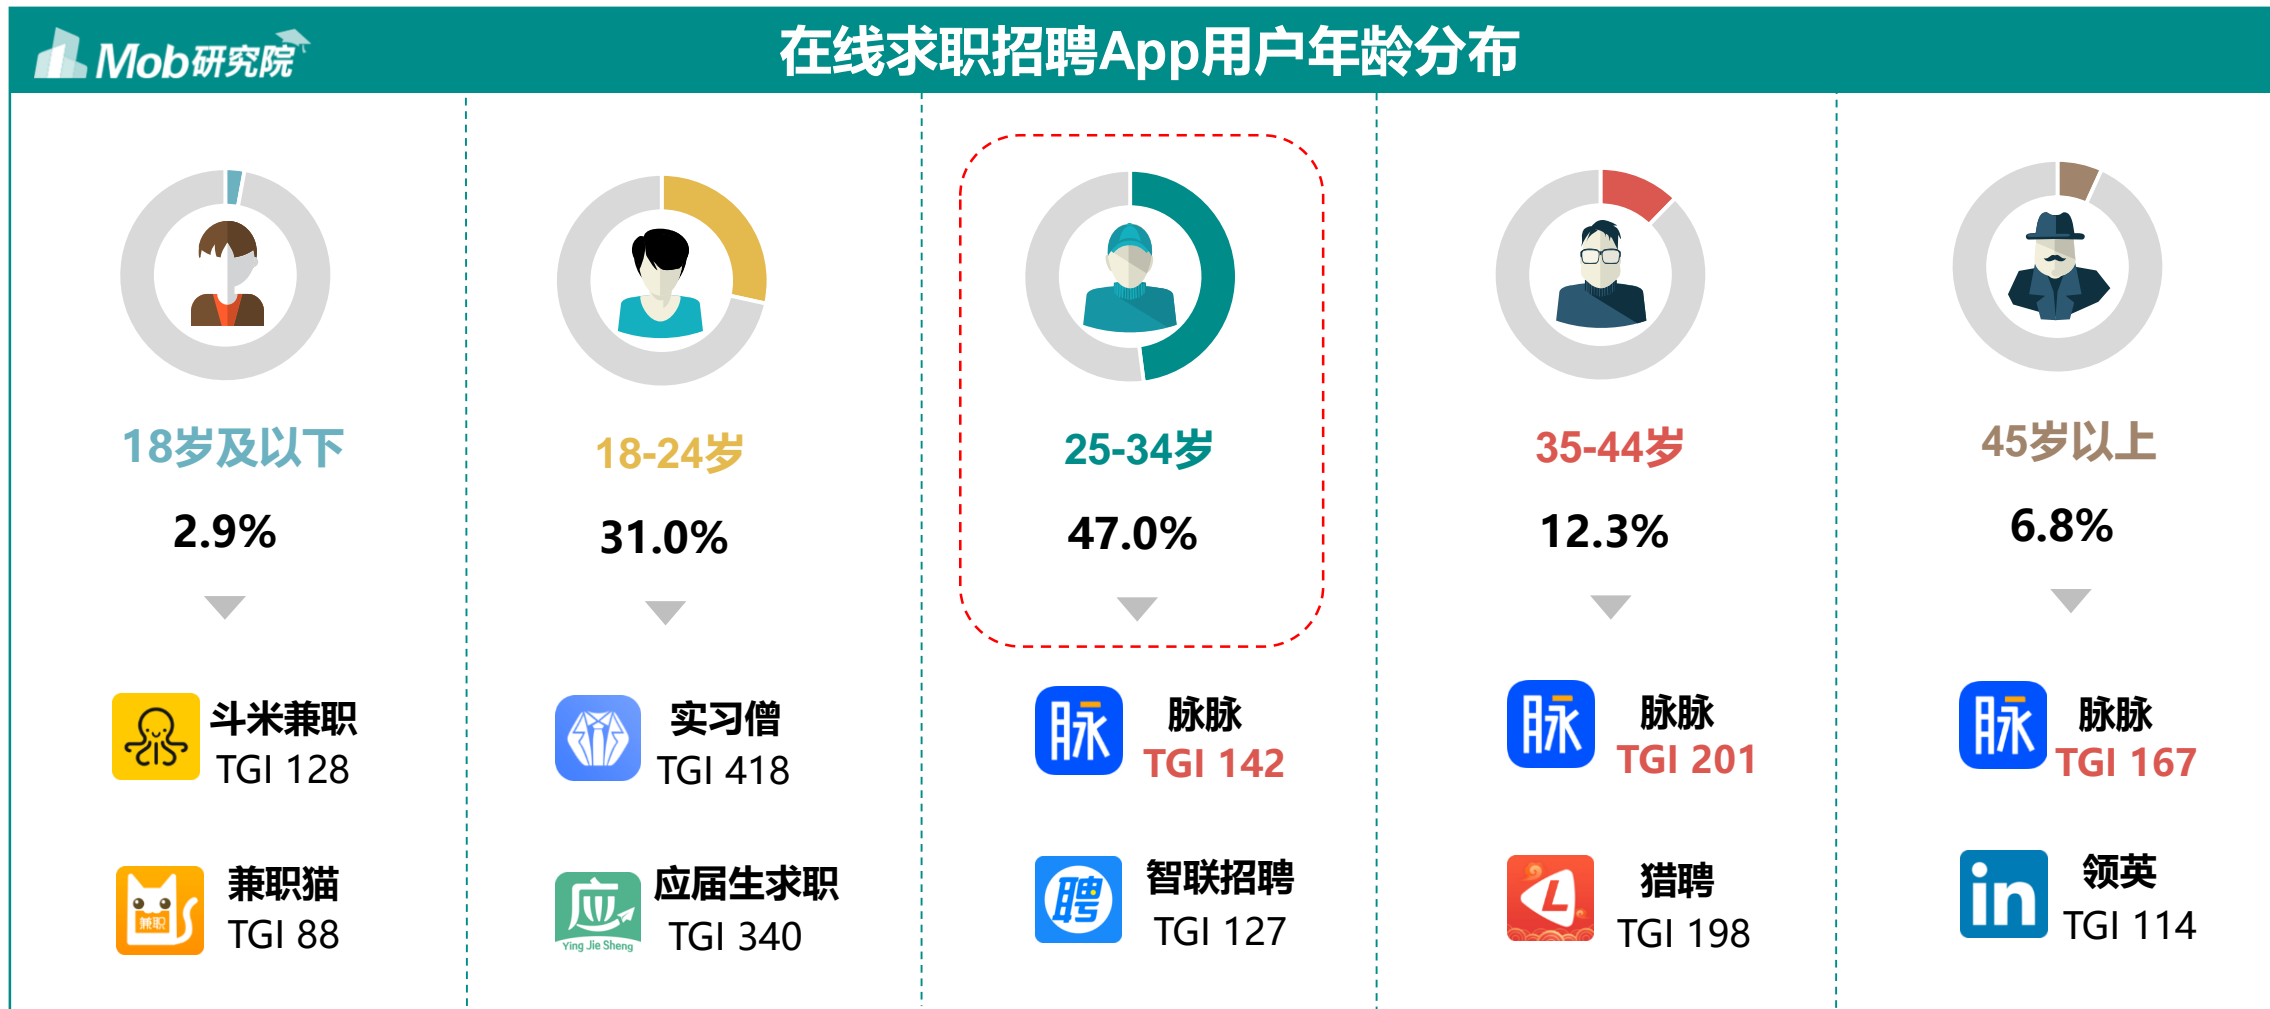 Mob研究院
在线求职招聘App用户年龄分布
18岁及以下
2.9%
斗米兼职
TGI 128
兼职
兼职猫
TGI 88
18-24岁
31.0%
实习僧
TGI 418
应
Ying Jie Sheng
应届生求职
TGI 340
25-34岁
47.0%
脉
脉脉
TGI 142
聘
智联招聘
TGI 127
35-44岁
12.3%
脉
脉脉
TGI 201
L
猎聘
TGI 198
45岁以上
6.8%
脉
脉脉
TGI 167
in
领英
TGI 114